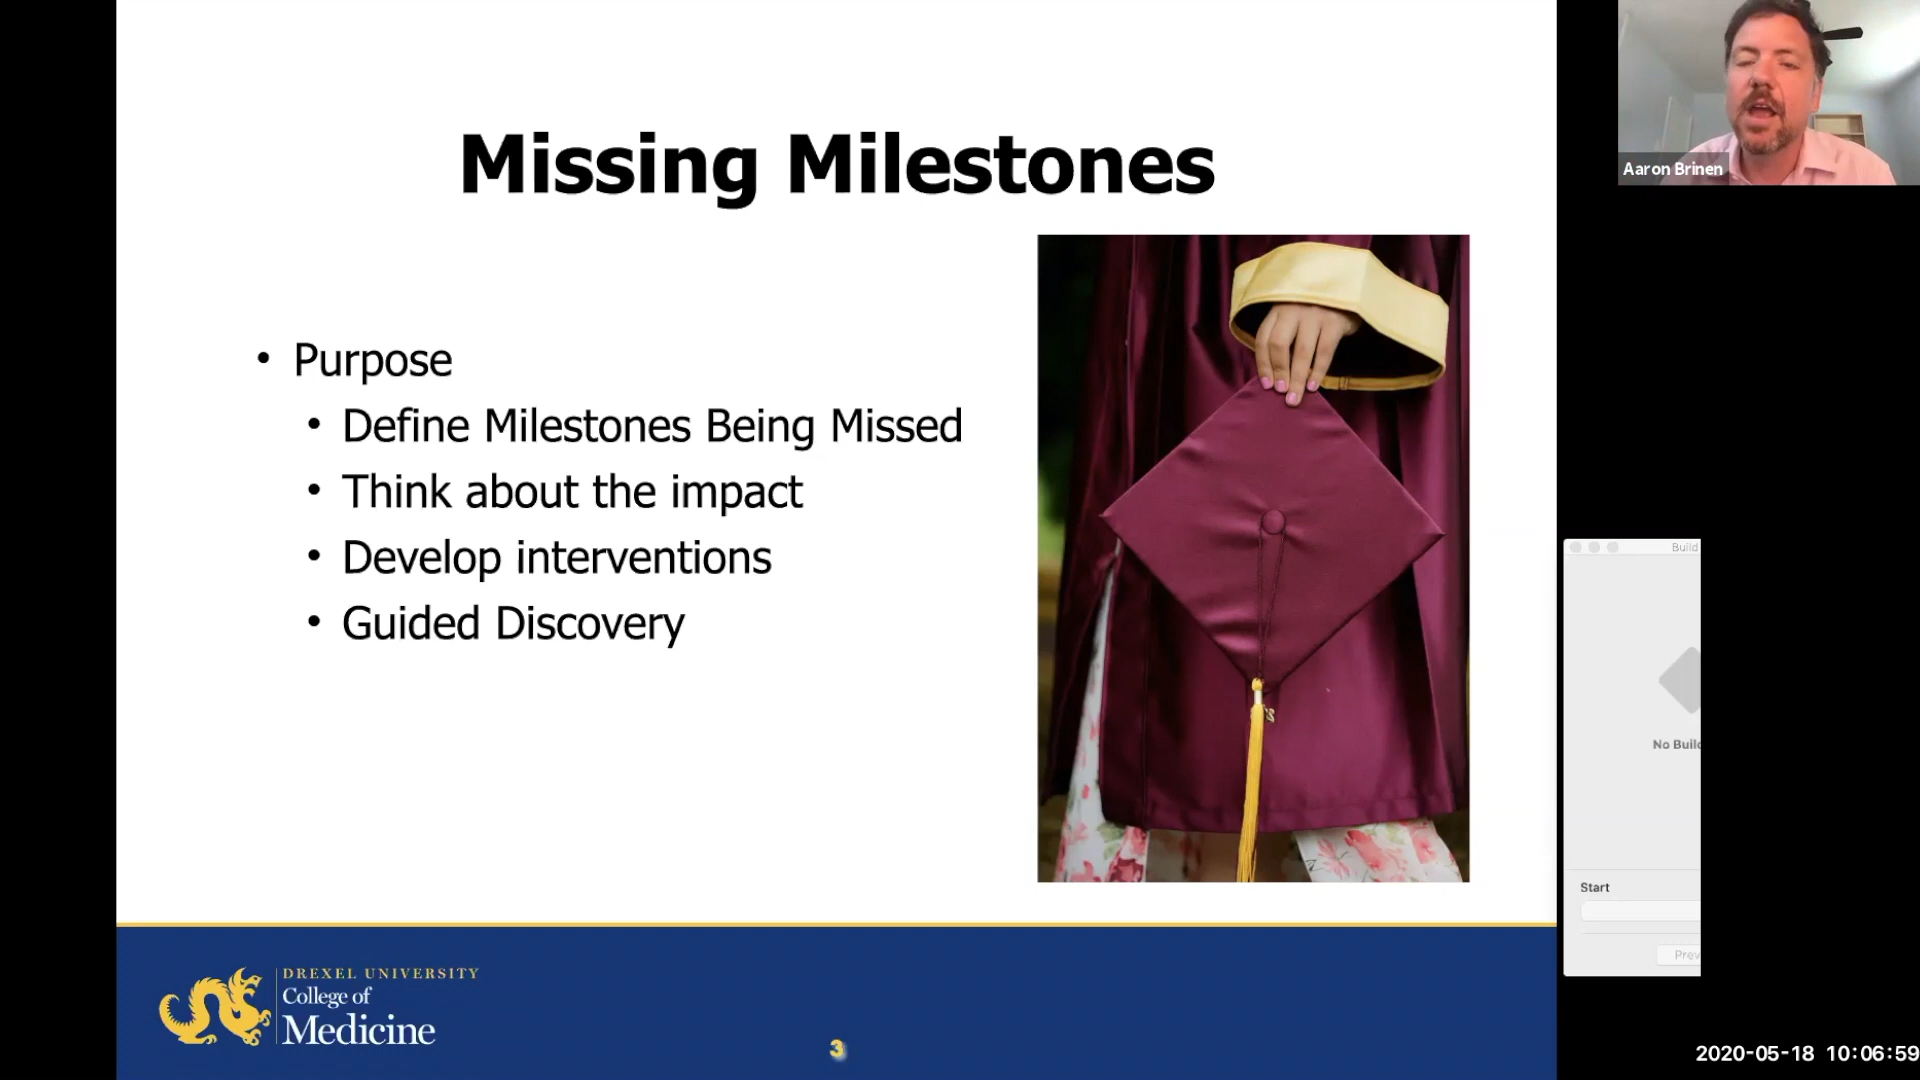 Missing Milestones
• Purpose
• Define Milestones Being Missed
• Think about the impact
• Develop interventions
• Guided Discovery
DREXEL UNIVERSITY
College of
Medicine
3
Aaron Brinen
Build
No Build
Start
Prev
2020-05-18 10:06:59